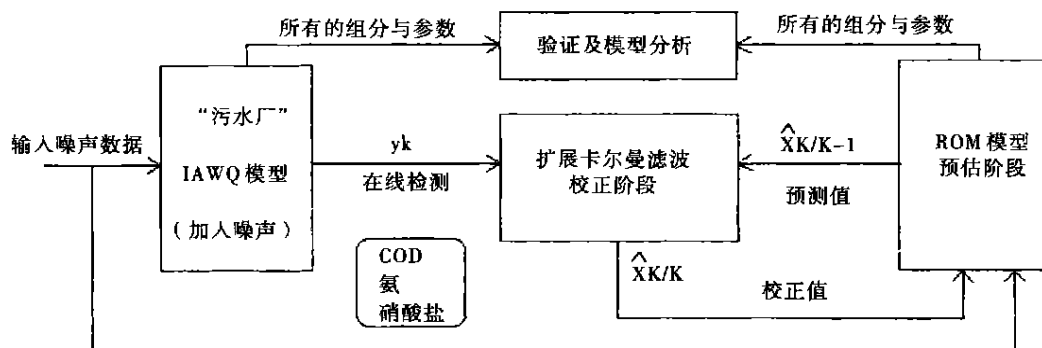 所有的组分与参数
验证及模型分析
所有的组分与参数
输入噪声数据
“污水厂”
IAWQ模型
(加入噪声)
yk
在线检测
扩展卡尔曼滤波
校正阶段
X̂K/K-1
预测值
ROM模型
预估阶段
COD
氨
硝酸盐
X̂K/K
校正值